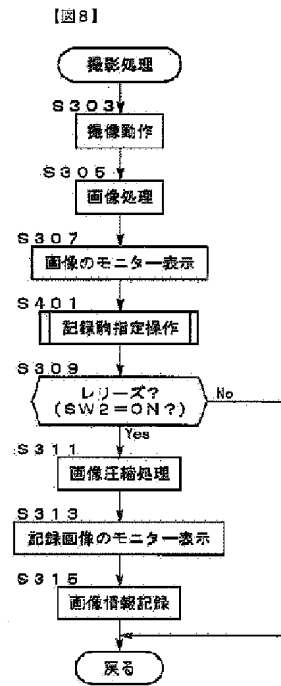 【図8】
撮影処理
S303
撮像動作
S305
画像処理
S307
画像のモニター表示
S401
記録駒指定操作
S309
レリーズ?
(SW2=ON?)
No
Yes
S311
画像圧縮処理
S313
記録画像のモニター表示
S315
画像情報記録
戻る